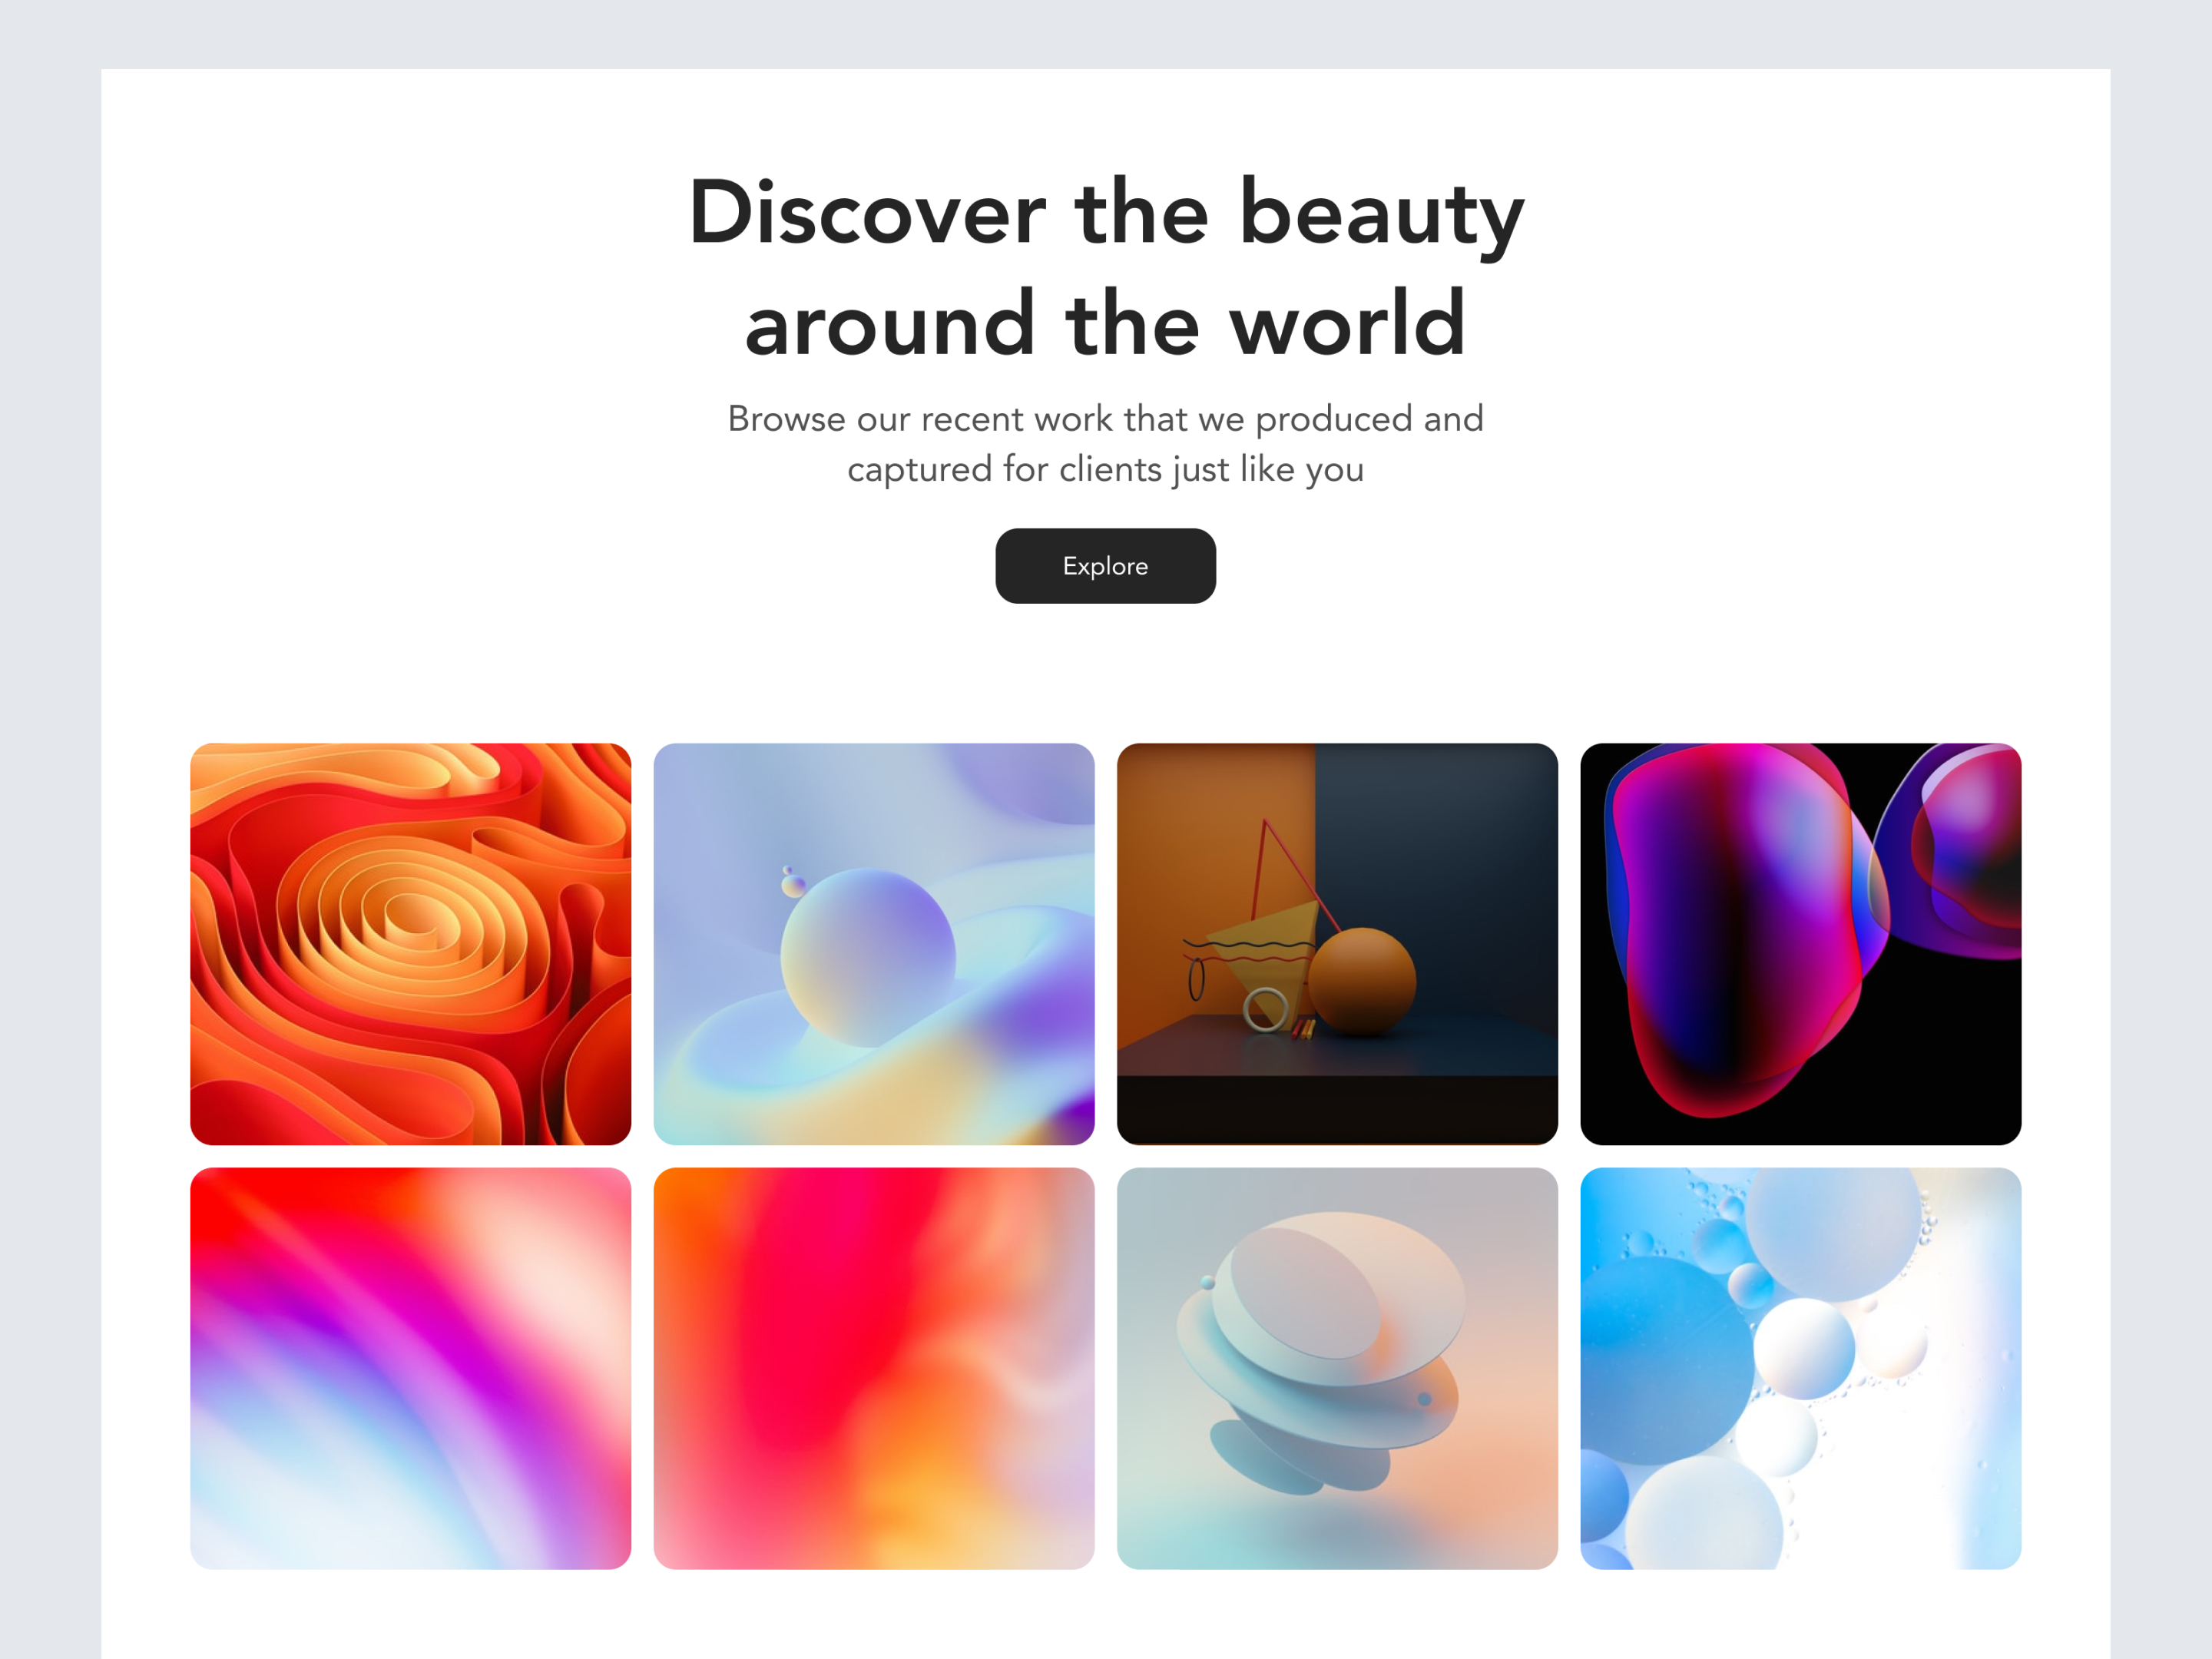 Discover the beauty
around the world
Browse our recent work that we produced and
captured for clients just like you
Explore